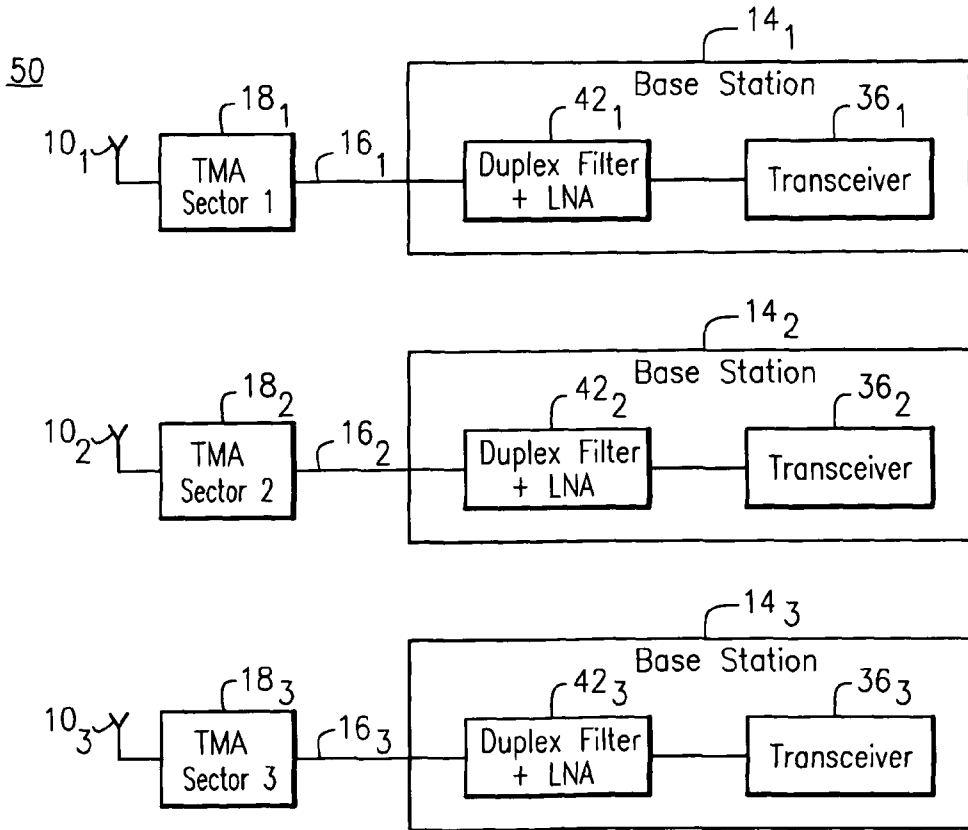 50
14₁
Base Station
18₁
42₁
36₁
10₁
16₁
TMA
Sector 1
Duplex Filter
+ LNA
Transceiver
14₂
Base Station
18₂
42₂
36₂
10₂
16₂
TMA
Sector 2
Duplex Filter
+ LNA
Transceiver
14₃
Base Station
18₃
42₃
36₃
10₃
16₃
TMA
Sector 3
Duplex Filter
+ LNA
Transceiver